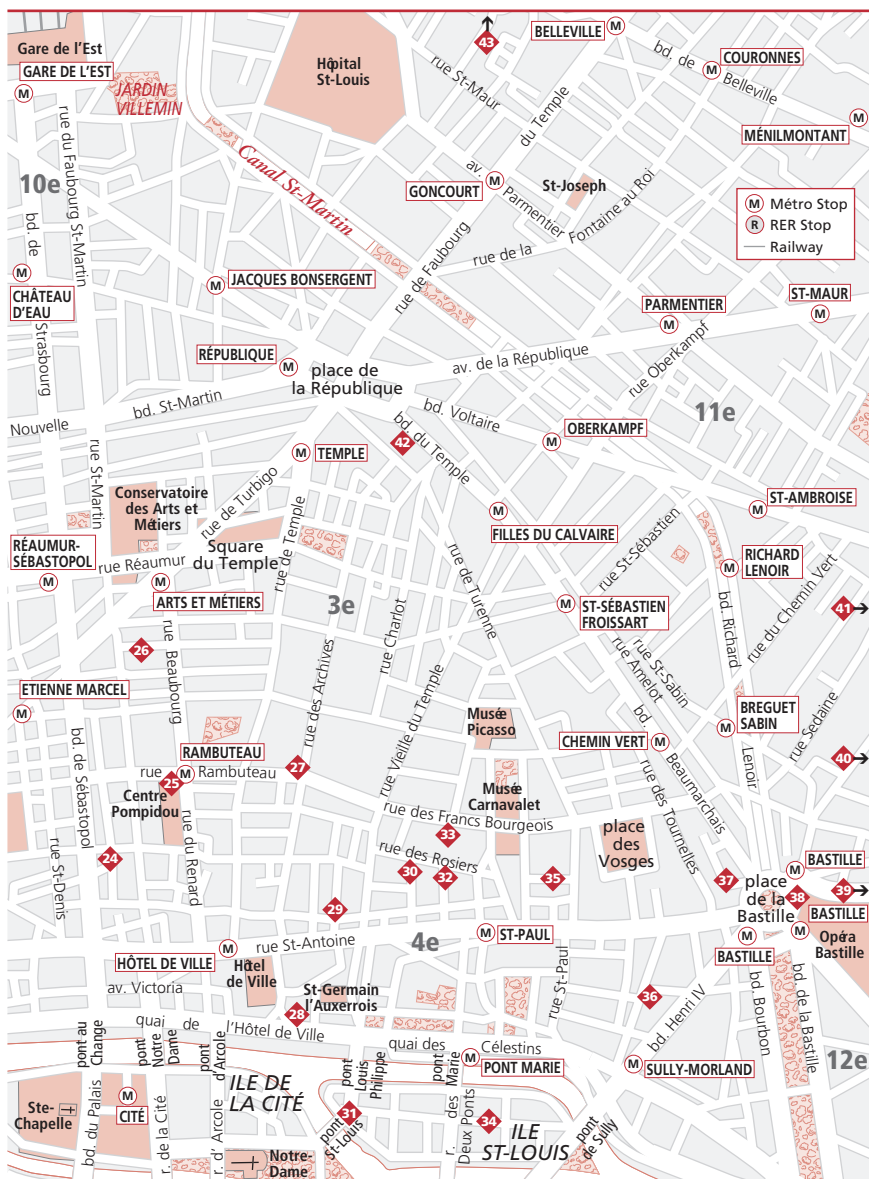 Gare de l'Est
GARE DE L'EST
JARDIN
VILLEMIN
Hôpital
St-Louis
43
BELLEVILLE
bd. de
Belleville
COURONNES
MÉNILMONTANT
rue St-Maur
du Temple
GONCOURT
av.
Parmentier
St-Joseph
Fontaine au Roi
M Métro Stop
R RER Stop
Railway
10e
rue du Faubourg St-Martin
bd. de
Strasbourg
Canal St-Martin
CHÂTEAU
D'EAU
JACQUES BONSERGENT
rue de Faubourg
rue de la
PARMENTIER
ST-MAUR
RÉPUBLIQUE
place de
la République
av. de la République
rue Oberkampf
11e
Nouvelle
bd. St-Martin
bd. Voltaire
OBERKAMPF
42
bd. du Temple
TEMPLE
rue St-Martin
Conservatoire
des Arts et
Métiers
rue de Turbigo
rue de Temple
FILLES DU CALVAIRE
ST-AMBROISE
RÉAUMUR-
SÉBASTOPOL
rue Réaumur
Square
du Temple
rue de Turenne
rue St-Sébastien
RICHARD
LENOIR
ARTS ET MÉTIERS
3e
rue Charlot
ST-SÉBASTIEN
FROISSART
bd. Richard
Lenoir
rue du Chemin Vert
41
26
rue Beaubourg
rue des Archives
rue Vieille du Temple
rue Amelot
rue St-Sabin
ETIENNE MARCEL
Musée
Picasso
BREGUET
SABIN
rue Sedaine
bd. de Sébastopol
RAMBUTEAU
rue Rambuteau
27
CHEMIN VERT
bd.
Beaumarchais
40
25
Centre
Pompidou
Musée
Carnavalet
rue des Tournelles
rue des Francs Bourgeois
33
place
des
Vosges
24
rue St-Denis
rue du Renard
rue des Rosiers
30
32
35
37
BASTILLE
39
place
de la
Bastille
38
BASTILLE
29
rue St-Antoine
4e
ST-PAUL
BASTILLE
Opéra
Bastille
HÔTEL DE VILLE
Hôtel
de Ville
av. Victoria
St-Germain
l'Auxerrois
rue St-Paul
36
28
bd. Henri IV
bd. Bourbon
bd. de la Bastille
quai de l'Hôtel de Ville
quai des
Célestins
pont au
Change
pont
Notre
Dame
pont
d'Arcole
pont
Louis
Philippe
pont
Marie
PONT MARIE
SULLY-MORLAND
12e
ILE DE
LA CITÉ
Ste-
Chapelle
CITÉ
bd. du Palais
r. de la Cité
r. d' Arcole
31
pont
St-Louis
r. des
Deux Ponts
34
ILE
ST-LOUIS
pont
de Sully
Notre-
Dame